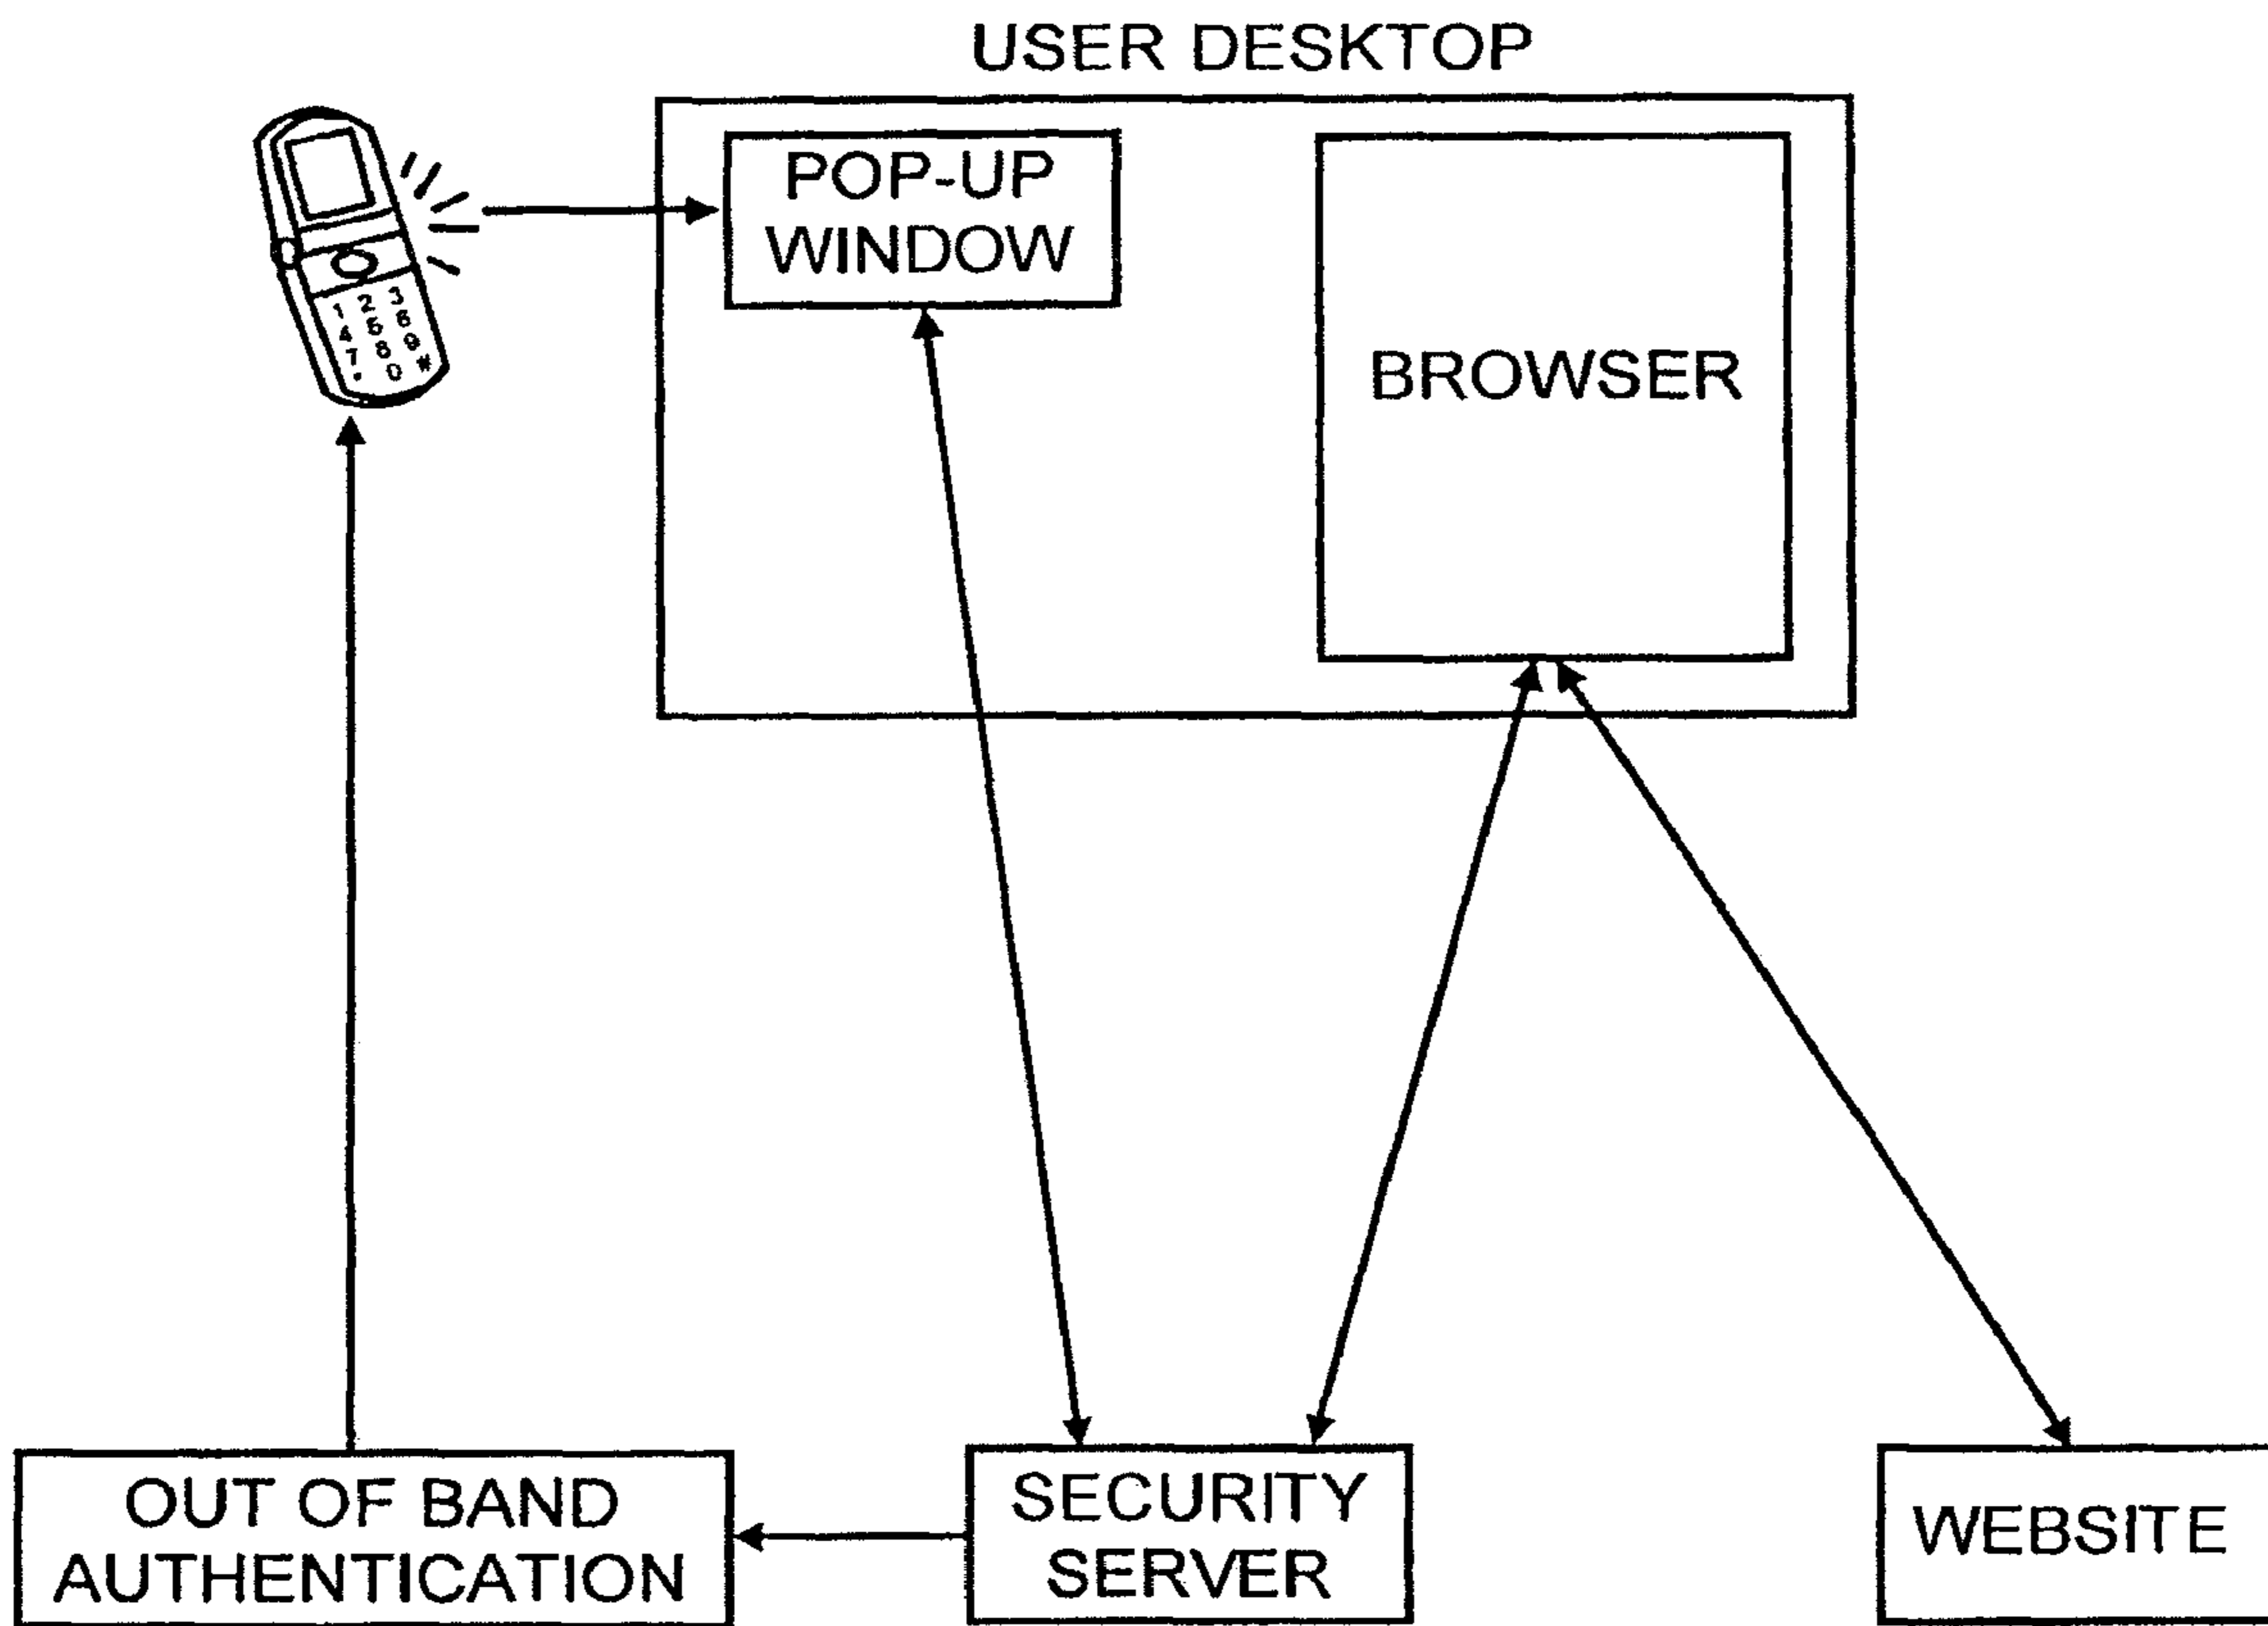 USER DESKTOP
POP-UP
WINDOW
BROWSER
1 2 3
4 5 6
7 8 9
* 0 #
OUT OF BAND
AUTHENTICATION
SECURITY
SERVER
WEBSITE